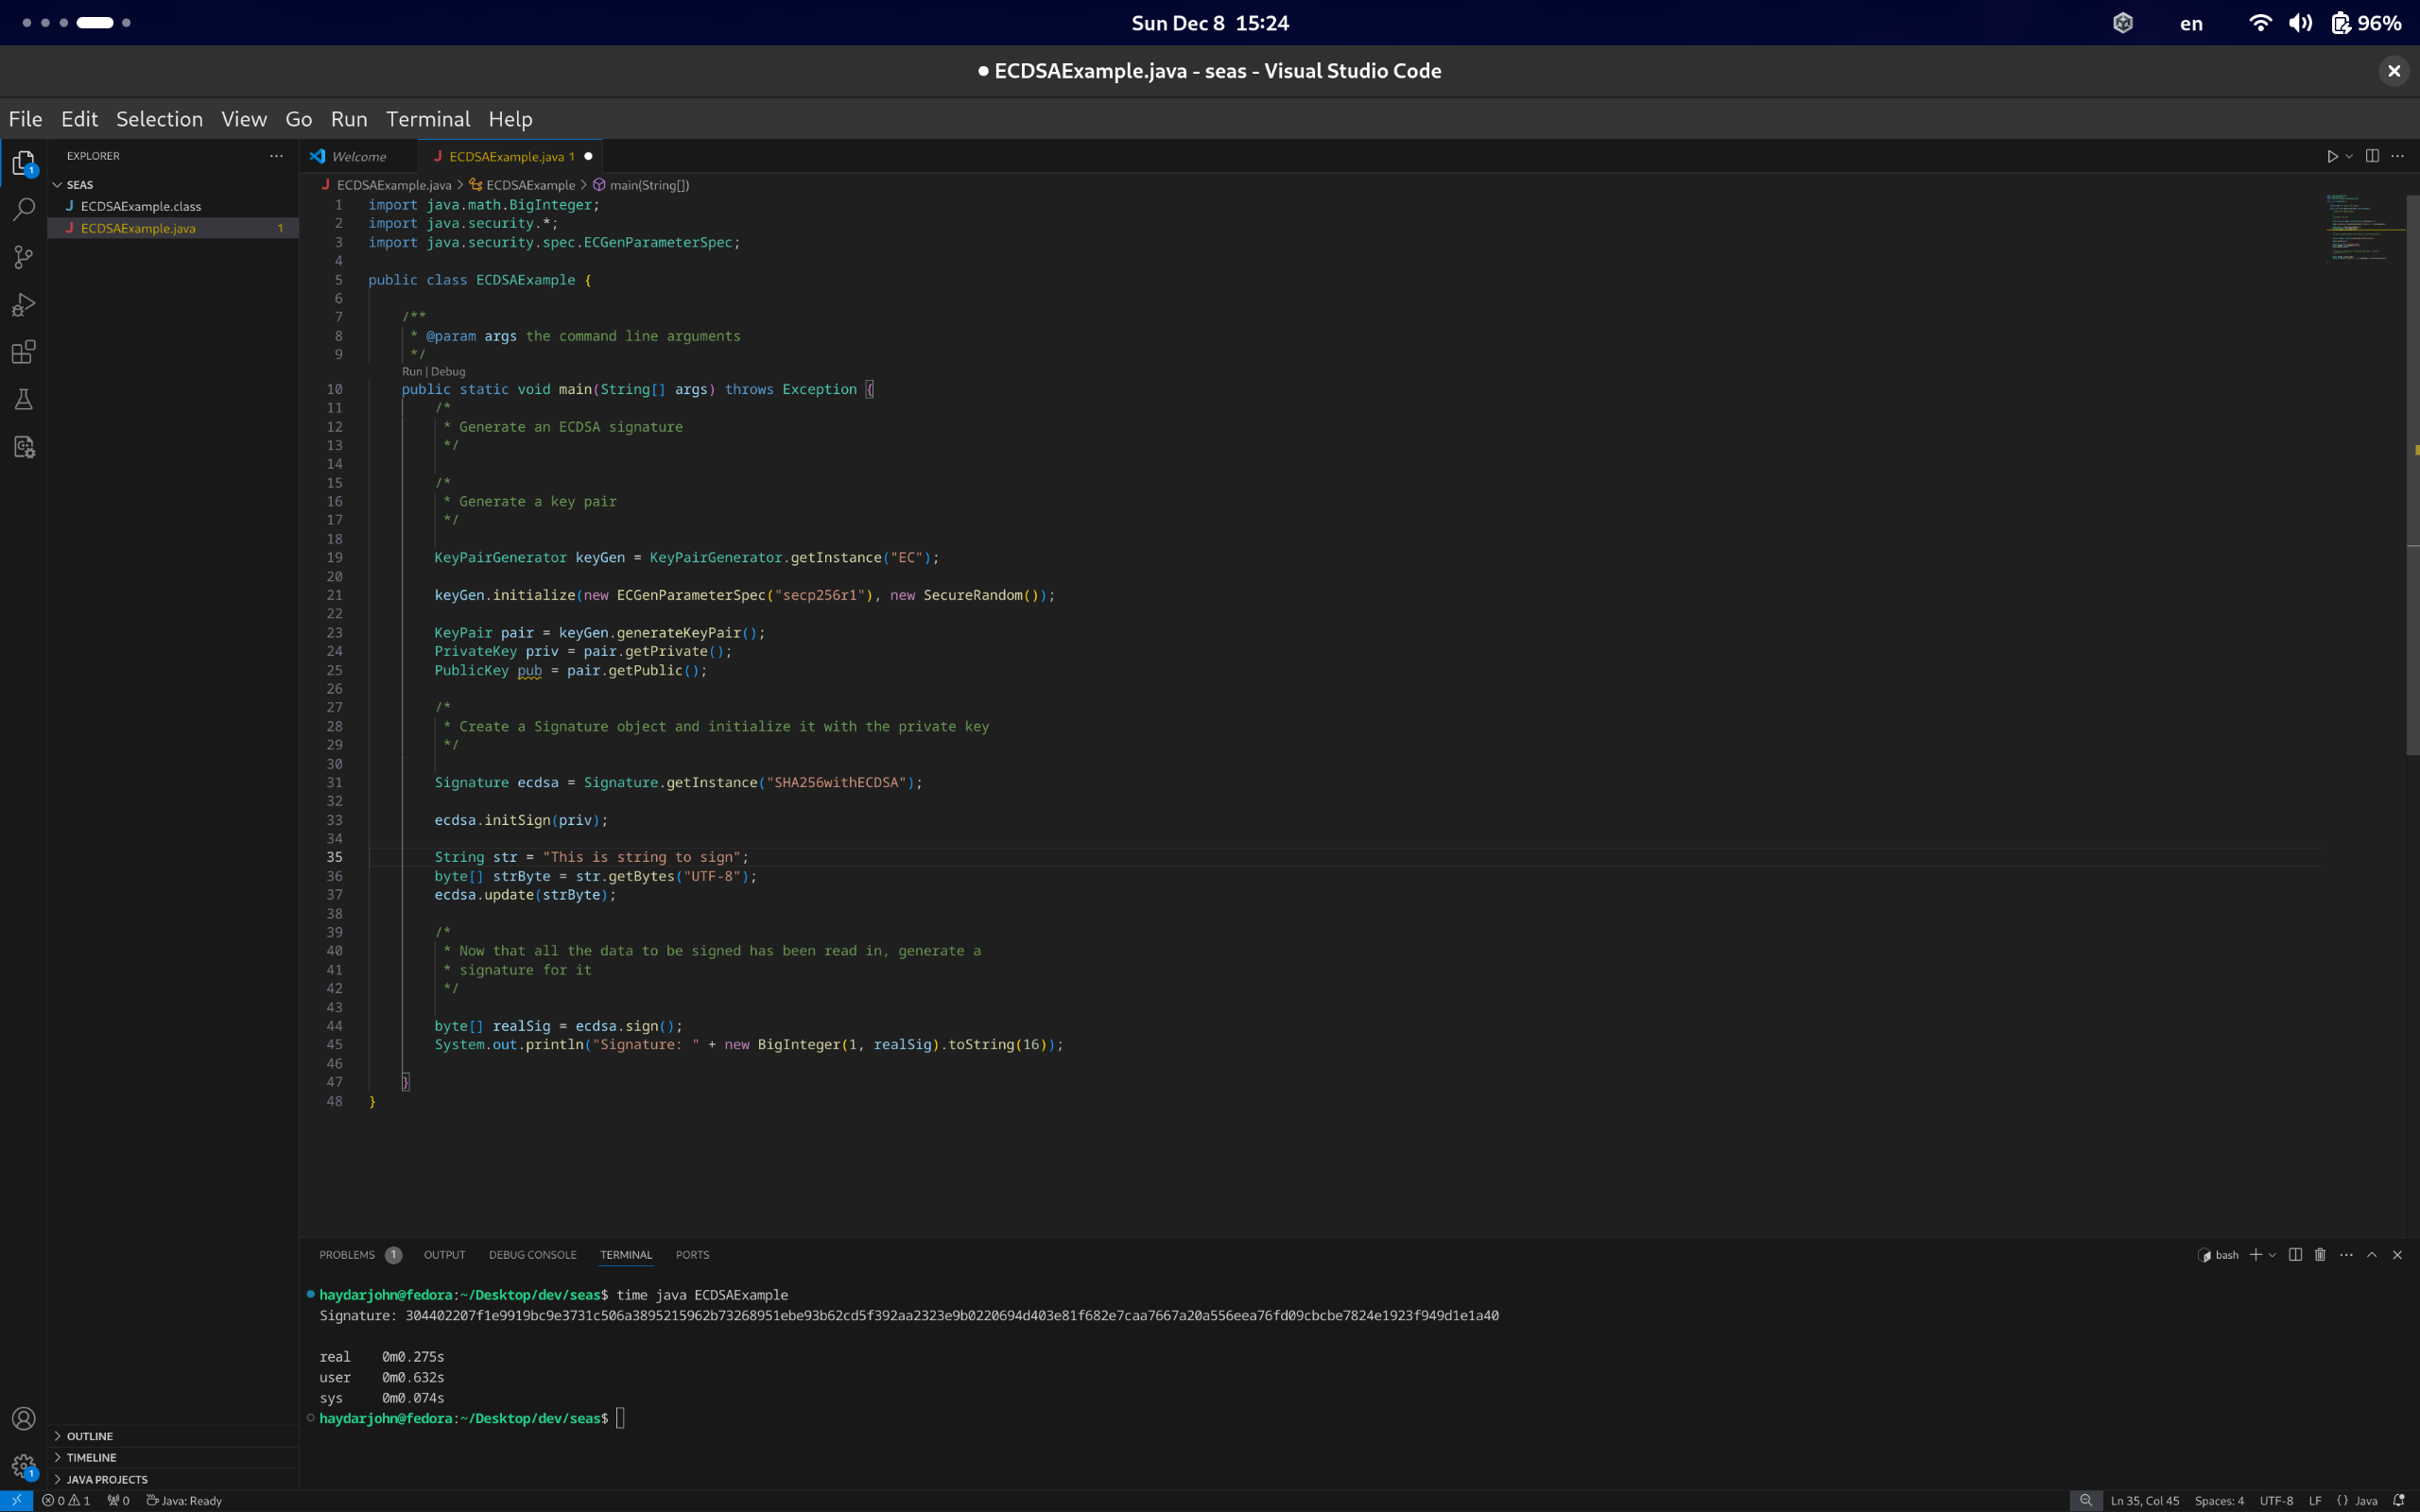 Sun Dec 8 15:24
en
96%
● ECDSAExample.java - seas - Visual Studio Code
File Edit Selection View Go Run Terminal Help
EXPLORER
SEAS
J ECDSAExample.class
J ECDSAExample.java 1
OUTLINE
TIMELINE
JAVA PROJECTS
Welcome
J ECDSAExample.java 1 ●
J ECDSAExample.java > ECDSAExample > main(String[])
1 import java.math.BigInteger;
2 import java.security.*;
3 import java.security.spec.ECGenParameterSpec;
4
5 public class ECDSAExample {
6
7 /**
8 * @param args the command line arguments
9 */
Run | Debug
10 public static void main(String[] args) throws Exception {
11 /*
12 * Generate an ECDSA signature
13 */
14
15 /*
16 * Generate a key pair
17 */
18
19 KeyPairGenerator keyGen = KeyPairGenerator.getInstance("EC");
20
21 keyGen.initialize(new ECGenParameterSpec("secp256r1"), new SecureRandom());
22
23 KeyPair pair = keyGen.generateKeyPair();
24 PrivateKey priv = pair.getPrivate();
25 PublicKey pub = pair.getPublic();
26
27 /*
28 * Create a Signature object and initialize it with the private key
29 */
30
31 Signature ecdsa = Signature.getInstance("SHA256withECDSA");
32
33 ecdsa.initSign(priv);
34
35 String str = "This is string to sign";
36 byte[] strByte = str.getBytes("UTF-8");
37 ecdsa.update(strByte);
38
39 /*
40 * Now that all the data to be signed has been read in, generate a
41 * signature for it
42 */
43
44 byte[] realSig = ecdsa.sign();
45 System.out.println("Signature: " + new BigInteger(1, realSig).toString(16));
46
47 }
48 }
PROBLEMS 1 OUTPUT DEBUG CONSOLE TERMINAL PORTS
bash
haydarjohn@fedora:~/Desktop/dev/seas$ time java ECDSAExample
Signature: 304402207f1e9919bc9e3731c506a3895215962b73268951ebe93b62cd5f392aa2323e9b0220694d403e81f682e7caa7667a20a556eea76fd09cbcbe7824e1923f949d1e1a40
real 0m0.275s
user 0m0.632s
sys 0m0.074s
haydarjohn@fedora:~/Desktop/dev/seas$
0 1 0 Java: Ready
Ln 35, Col 45 Spaces: 4 UTF-8 LF {} Java